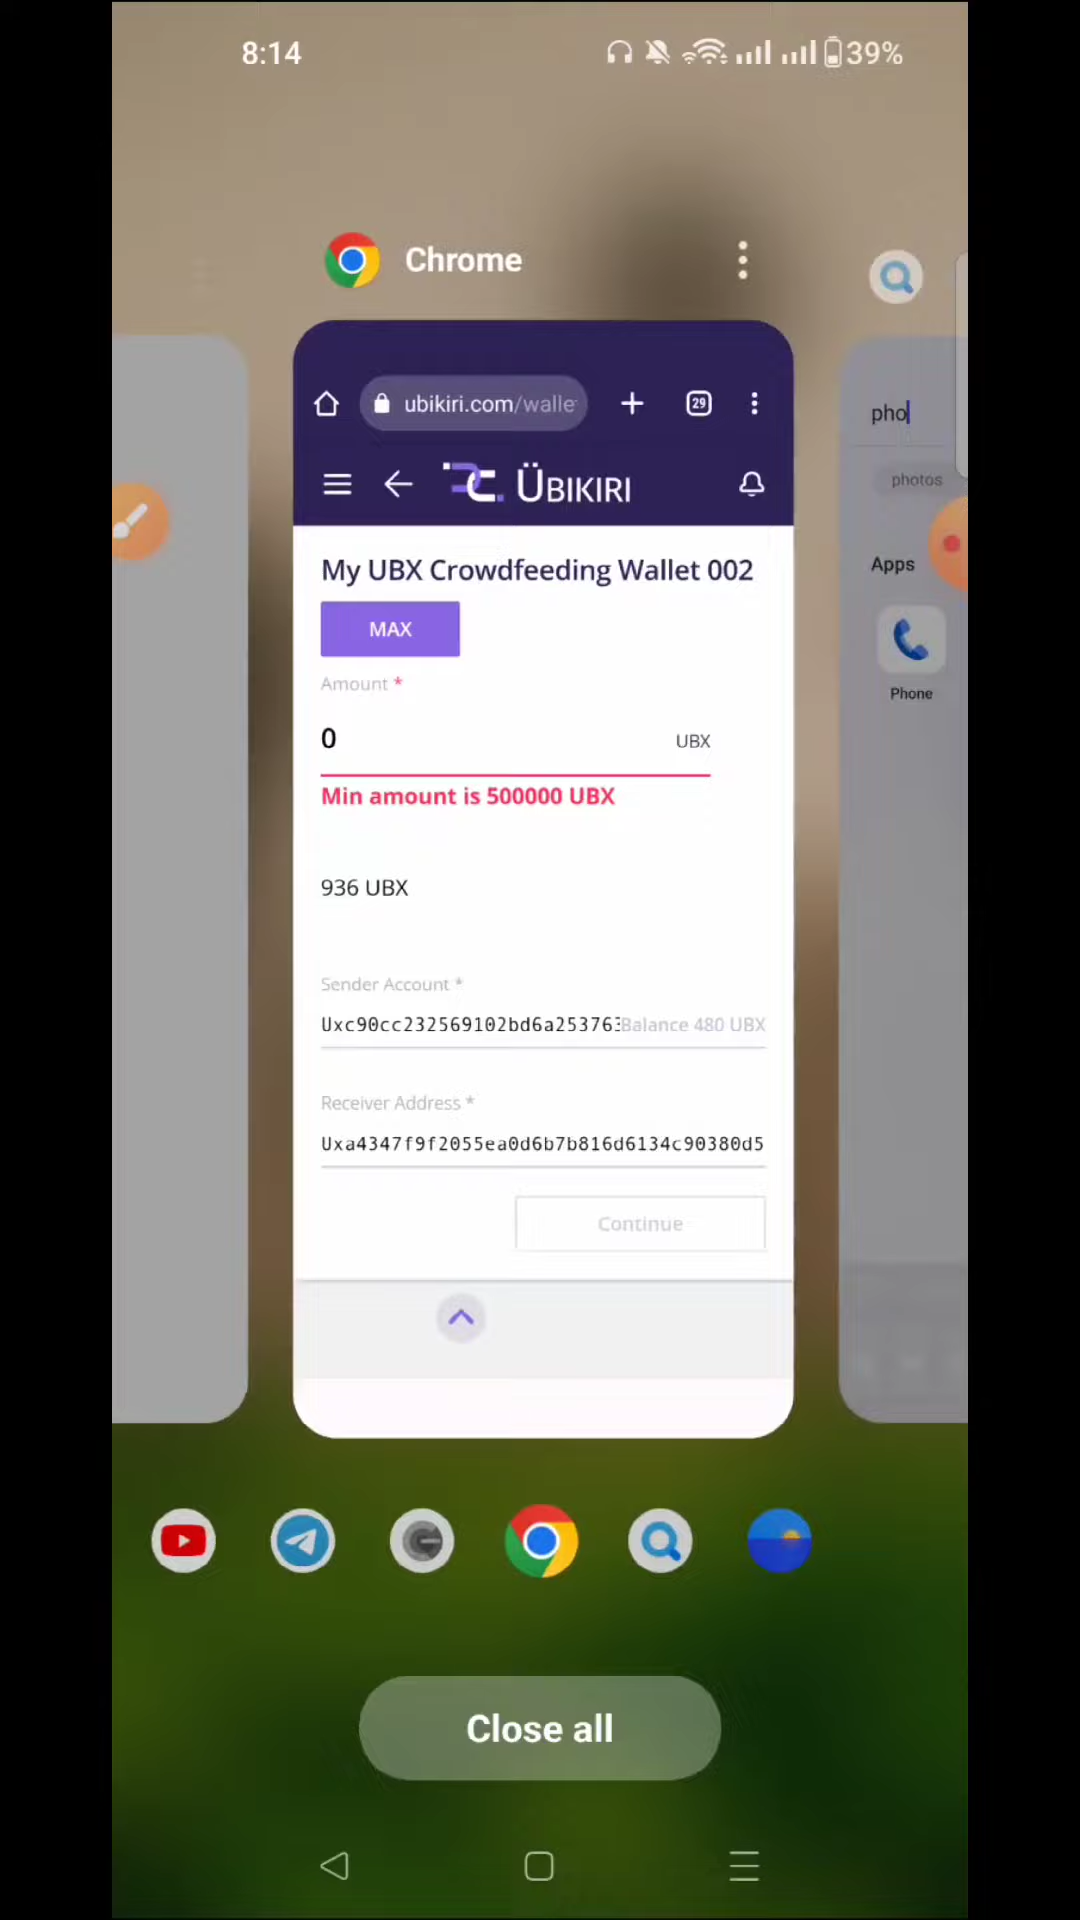 8:14
39%
Chrome
ubikiri.com/walle
29
ÜBIKIRI
pho
photos
Apps
Phone
My UBX Crowdfeeding Wallet 002
MAX
Amount *
0 UBX
Min amount is 500000 UBX
936 UBX
Sender Account *
Uxc90cc232569102bd6a253763 Balance 480 UBX
Receiver Address *
Uxa4347f9f2055ea0d6b7b816d6134c90380d5
Continue
Close all